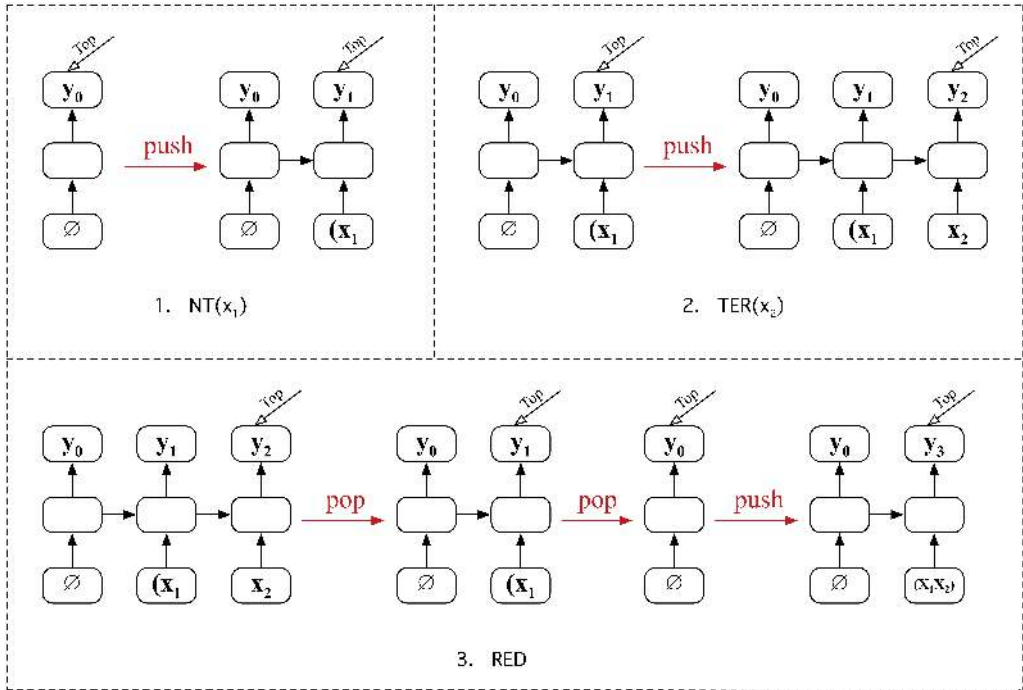 Top Top
y₀ y₀ y₁
push
∅ ∅ (x₁
1. NT(x₁)
Top Top
y₀ y₁ y₀ y₁ y₂
push
∅ (x₁ ∅ (x₁ x₂
2. TER(x₂)
Top Top Top Top
y₀ y₁ y₂ y₀ y₁ y₀ y₀ y₃
pop pop push
∅ (x₁ x₂ ∅ (x₁ ∅ ∅ (x₁x₂)
3. RED